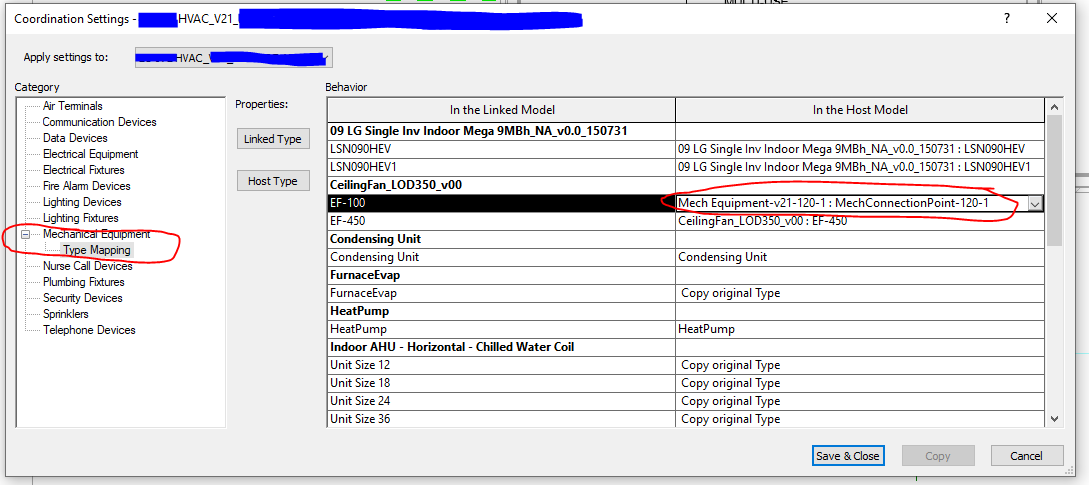 MULTI-USE
Coordination Settings - HVAC_V21_
?
Apply settings to:
HVAC_V
Category
Properties:
Behavior
Air Terminals
Communication Devices
Data Devices
Electrical Equipment
Electrical Fixtures
Fire Alarm Devices
Lighting Devices
Lighting Fixtures
Mechanical Equipment
Type Mapping
Nurse Call Devices
Plumbing Fixtures
Security Devices
Sprinklers
Telephone Devices
Linked Type
Host Type
In the Linked Model In the Host Model
09 LG Single Inv Indoor Mega 9MBh_NA_v0.0_150731
LSN090HEV 09 LG Single Inv Indoor Mega 9MBh_NA_v0.0_150731 : LSN090HEV
LSN090HEV1 09 LG Single Inv Indoor Mega 9MBh_NA_v0.0_150731 : LSN090HEV1
CeilingFan_LOD350_v00
EF-100 Mech Equipment-v21-120-1 : MechConnectionPoint-120-1
EF-450 CeilingFan_LOD350_v00 : EF-450
Condensing Unit
Condensing Unit Condensing Unit
FurnaceEvap
FurnaceEvap Copy original Type
HeatPump
HeatPump HeatPump
Indoor AHU - Horizontal - Chilled Water Coil
Unit Size 12 Copy original Type
Unit Size 18 Copy original Type
Unit Size 24 Copy original Type
Unit Size 36 Copy original Type
Save & Close
Copy
Cancel